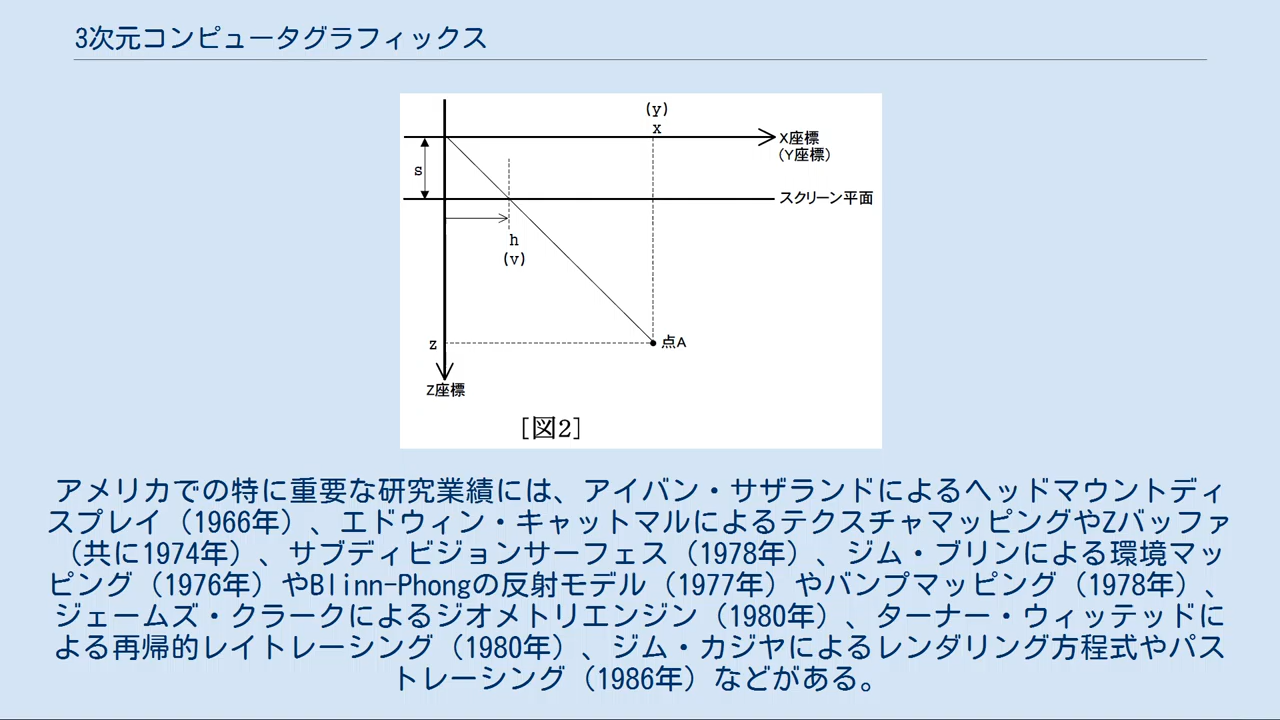 3次元コンピュータグラフィックス
(y)
x
X座標
(Y座標)
s
スクリーン平面
h
(v)
z
点A
Z座標
[図2]
アメリカでの特に重要な研究業績には、アイバン・サザランドによるヘッドマウントディ
スプレイ（1966年）、エドウィン・キャットマルによるテクスチャマッピングやZバッファ
（共に1974年）、サブディビジョンサーフェス（1978年）、ジム・ブリンによる環境マッ
ピング（1976年）やBlinn-Phongの反射モデル（1977年）やバンプマッピング（1978年）、
ジェームズ・クラークによるジオメトリエンジン（1980年）、ターナー・ウィッテッドに
よる再帰的レイトレーシング（1980年）、ジム・カジヤによるレンダリング方程式やパス
トレーシング（1986年）などがある。